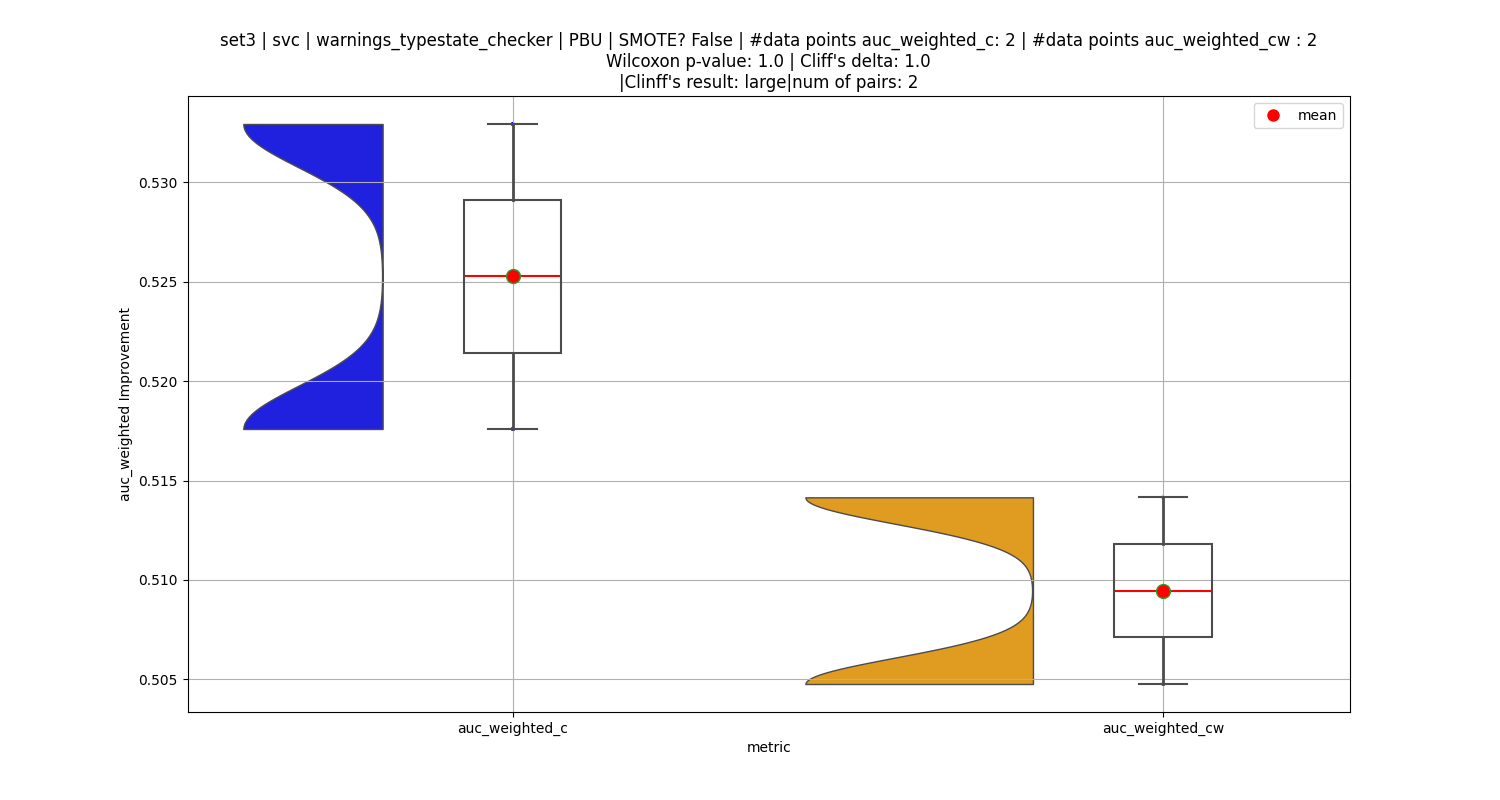 set3 | svc | warnings_typestate_checker | PBU | SMOTE? False | #data points auc_weighted_c: 2 | #data points auc_weighted_cw : 2
Wilcoxon p-value: 1.0 | Cliff's delta: 1.0
|Clinff's result: large|num of pairs: 2
mean
0.530
0.525
0.520
0.515
0.510
0.505
auc_weighted Improvement
auc_weighted_c
auc_weighted_cw
metric